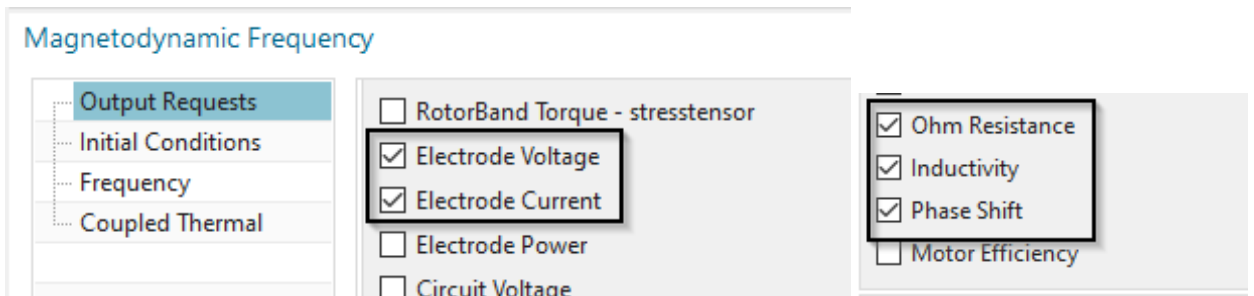 Magnetodynamic Frequency
Output Requests
Initial Conditions
Frequency
Coupled Thermal
RotorBand Torque - stresstensor
Electrode Voltage
Electrode Current
Electrode Power
Circuit Voltage
Ohm Resistance
Inductivity
Phase Shift
Motor Efficiency